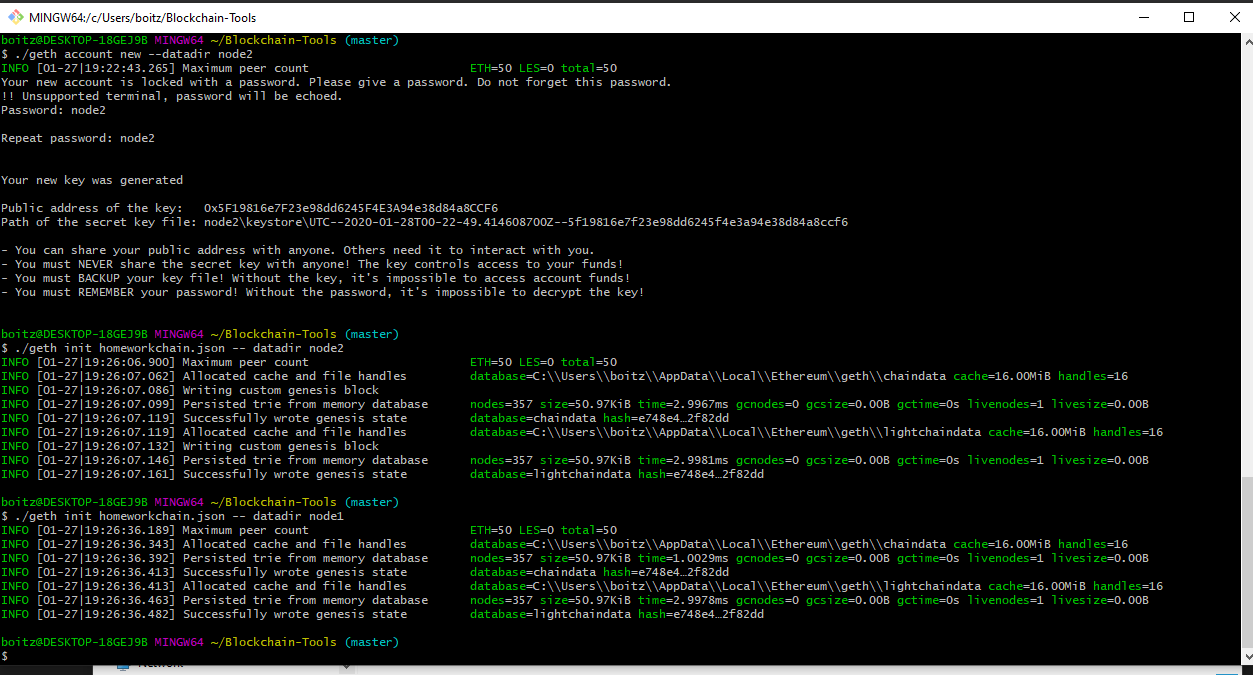 MINGW64:/c/Users/boitz/Blockchain-Tools
boitz@DESKTOP-18GEJ9B MINGW64 ~/Blockchain-Tools (master)
$ ./geth account new --datadir node2
INFO [01-27|19:22:43.265] Maximum peer count ETH=50 LES=0 total=50
Your new account is locked with a password. Please give a password. Do not forget this password.
!! Unsupported terminal, password will be echoed.
Password: node2
Repeat password: node2
Your new key was generated
Public address of the key: 0x5F19816e7F23e98dd6245F4E3A94e38d84a8CCF6
Path of the secret key file: node2\keystore\UTC--2020-01-28T00-22-49.414608700Z--5f19816e7f23e98dd6245f4e3a94e38d84a8ccf6
- You can share your public address with anyone. Others need it to interact with you.
- You must NEVER share the secret key with anyone! The key controls access to your funds!
- You must BACKUP your key file! Without the key, it's impossible to access account funds!
- You must REMEMBER your password! Without the password, it's impossible to decrypt the key!
boitz@DESKTOP-18GEJ9B MINGW64 ~/Blockchain-Tools (master)
$ ./geth init homeworkchain.json -- datadir node2
INFO [01-27|19:26:06.900] Maximum peer count ETH=50 LES=0 total=50
INFO [01-27|19:26:07.062] Allocated cache and file handles database=C:\\Users\\boitz\\AppData\\Local\\Ethereum\\geth\\chaindata cache=16.00MiB handles=16
INFO [01-27|19:26:07.086] Writing custom genesis block
INFO [01-27|19:26:07.099] Persisted trie from memory database nodes=357 size=50.97KiB time=2.9967ms gcnodes=0 gcsize=0.00B gctime=0s livenodes=1 livesize=0.00B
INFO [01-27|19:26:07.119] Successfully wrote genesis state database=chaindata hash=e748e4…2f82dd
INFO [01-27|19:26:07.119] Allocated cache and file handles database=C:\\Users\\boitz\\AppData\\Local\\Ethereum\\geth\\lightchaindata cache=16.00MiB handles=16
INFO [01-27|19:26:07.132] Writing custom genesis block
INFO [01-27|19:26:07.146] Persisted trie from memory database nodes=357 size=50.97KiB time=2.9981ms gcnodes=0 gcsize=0.00B gctime=0s livenodes=1 livesize=0.00B
INFO [01-27|19:26:07.161] Successfully wrote genesis state database=lightchaindata hash=e748e4…2f82dd
boitz@DESKTOP-18GEJ9B MINGW64 ~/Blockchain-Tools (master)
$ ./geth init homeworkchain.json -- datadir node1
INFO [01-27|19:26:36.189] Maximum peer count ETH=50 LES=0 total=50
INFO [01-27|19:26:36.343] Allocated cache and file handles database=C:\\Users\\boitz\\AppData\\Local\\Ethereum\\geth\\chaindata cache=16.00MiB handles=16
INFO [01-27|19:26:36.392] Persisted trie from memory database nodes=357 size=50.97KiB time=1.0029ms gcnodes=0 gcsize=0.00B gctime=0s livenodes=1 livesize=0.00B
INFO [01-27|19:26:36.413] Successfully wrote genesis state database=chaindata hash=e748e4…2f82dd
INFO [01-27|19:26:36.413] Allocated cache and file handles database=C:\\Users\\boitz\\AppData\\Local\\Ethereum\\geth\\lightchaindata cache=16.00MiB handles=16
INFO [01-27|19:26:36.463] Persisted trie from memory database nodes=357 size=50.97KiB time=2.9978ms gcnodes=0 gcsize=0.00B gctime=0s livenodes=1 livesize=0.00B
INFO [01-27|19:26:36.482] Successfully wrote genesis state database=lightchaindata hash=e748e4…2f82dd
boitz@DESKTOP-18GEJ9B MINGW64 ~/Blockchain-Tools (master)
$